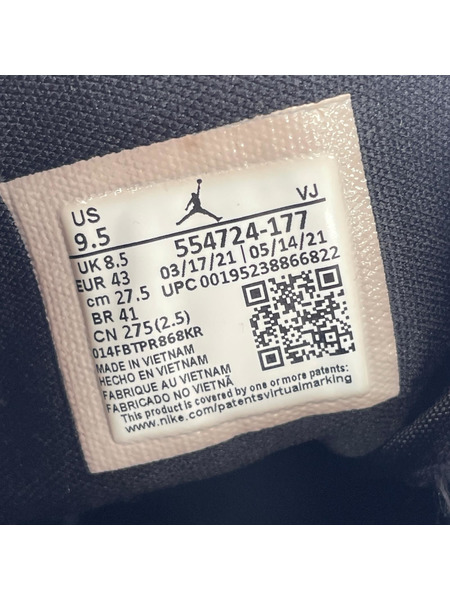 US
9.5
VJ
554724-177
UK 8.5
03/17/21 | 05/14/21
EUR 43
UPC 00195238866822
cm 27.5
BR 41
CN 275(2.5)
014FBTPR868KR
MADE IN VIETNAM
HECHO EN VIETNAM
FABRIQUE AU VIETNAM
FABRICADO NO VIETNÃ
This product is covered by one or more patents:
www.nike.com/patentsvirtualmarking